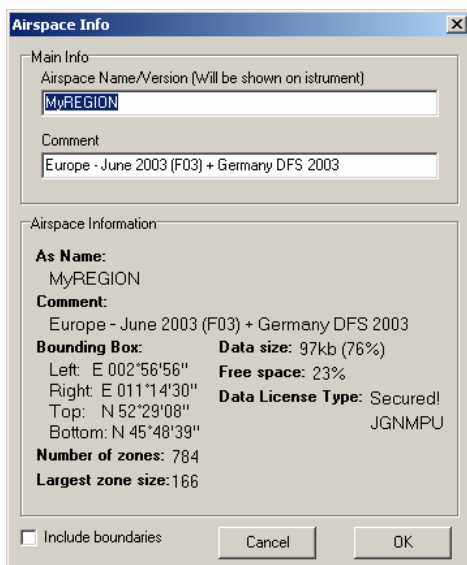 Airspace Info
Main Info
Airspace Name/Version (Will be shown on istrument)
MyREGION
Comment
Europe - June 2003 (F03) + Germany DFS 2003
Airspace Information
As Name:
MyREGION
Comment:
Europe - June 2003 (F03) + Germany DFS 2003
Bounding Box:
Left: E 002°56'56"
Right: E 011°14'30"
Top: N 52°29'08"
Bottom: N 45°48'39"
Number of zones: 784
Largest zone size: 166
Data size: 97kb (76%)
Free space: 23%
Data License Type: Secured!
JGNMPU
Include boundaries
Cancel
OK